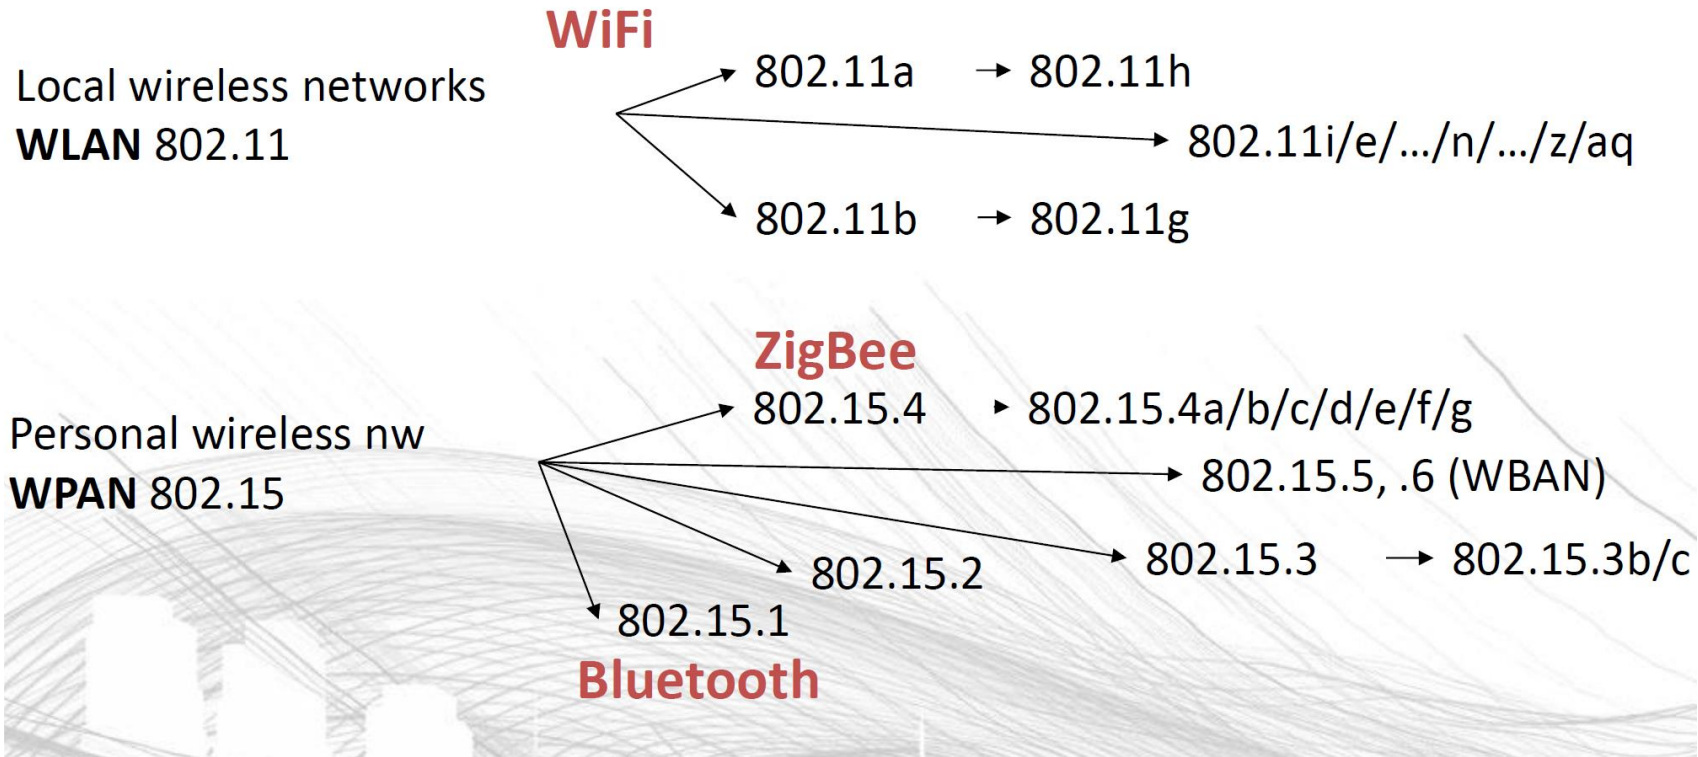 WiFi
Local wireless networks
WLAN 802.11
802.11a
802.11h
802.11i/e/.../n/.../z/aq
802.11b
802.11g
ZigBee
Personal wireless nw
WPAN 802.15
802.15.4
802.15.4a/b/c/d/e/f/g
802.15.5, .6 (WBAN)
802.15.3
802.15.3b/c
802.15.2
802.15.1
Bluetooth